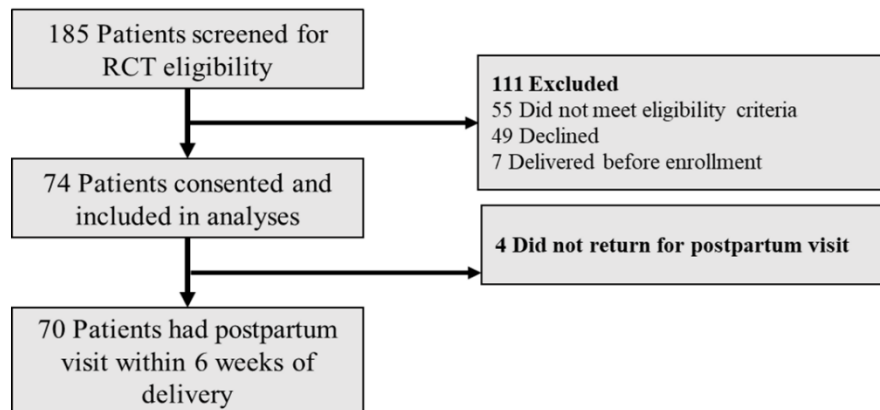 185 Patients screened for
RCT eligibility
111 Excluded
55 Did not meet eligibility criteria
49 Declined
7 Delivered before enrollment
74 Patients consented and
included in analyses
4 Did not return for postpartum visit
70 Patients had postpartum
visit within 6 weeks of
delivery